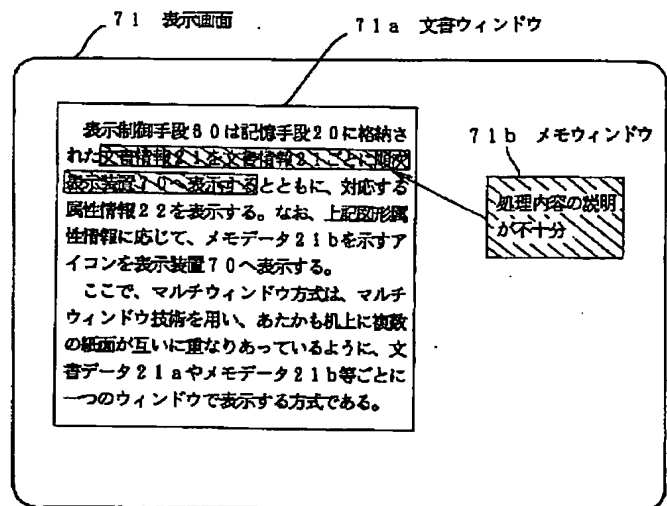 71 表示画面
71a 文書ウィンドウ
表示制御手段60は記憶手段20に格納さ
れた文書情報21を文書情報21ごとに順次
表示装置70へ表示するとともに、対応する
属性情報22を表示する。なお、上記図形属
性情報に応じて、メモデータ21bを示すア
イコンを表示装置70へ表示する。
ここで、マルチウィンドウ方式は、マルチ
ウィンドウ技術を用い、あたかも机上に複数
の紙面が互いに重なりあっているように、文
書データ21aやメモデータ21b等ごとに
一つのウィンドウで表示する方式である。
71b メモウィンドウ
処理内容の説明
が不十分